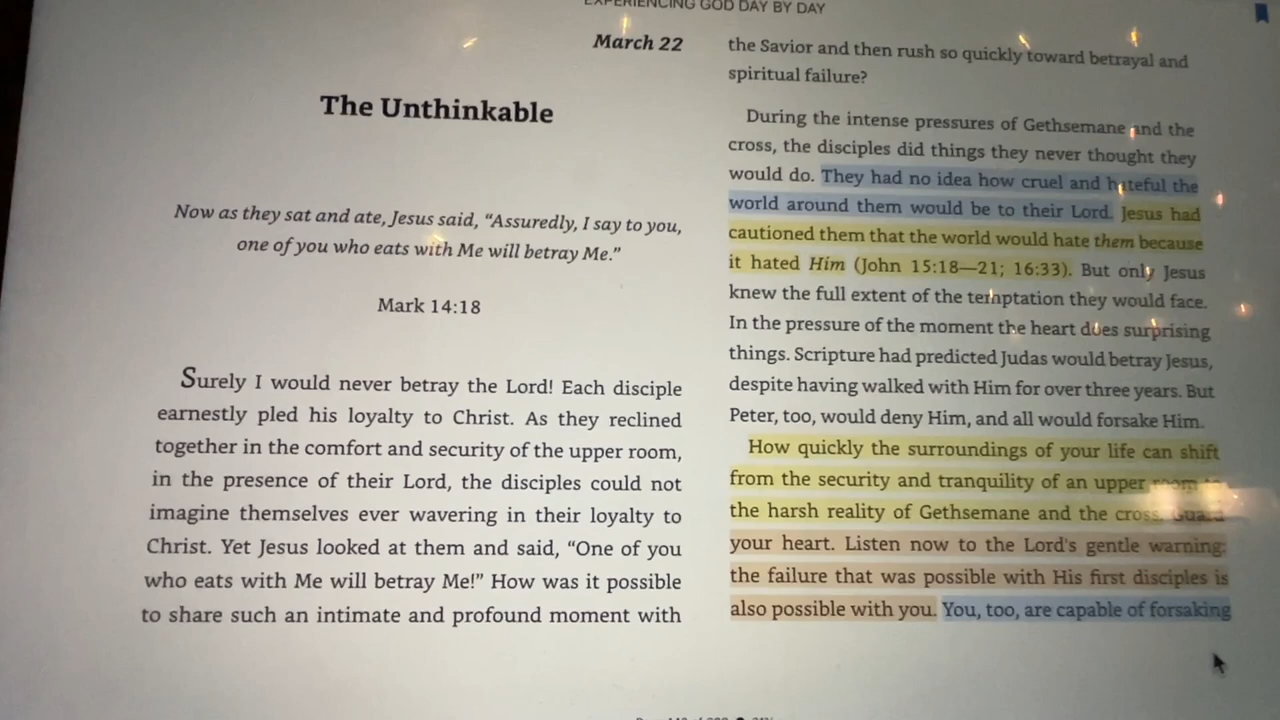 EXPERIENCING GOD DAY BY DAY
March 22
The Unthinkable
Now as they sat and ate, Jesus said, “Assuredly, I say to you,
one of you who eats with Me will betray Me.”
Mark 14:18
Surely I would never betray the Lord! Each disciple
earnestly pled his loyalty to Christ. As they reclined
together in the comfort and security of the upper room,
in the presence of their Lord, the disciples could not
imagine themselves ever wavering in their loyalty to
Christ. Yet Jesus looked at them and said, “One of you
who eats with Me will betray Me!” How was it possible
to share such an intimate and profound moment with
the Savior and then rush so quickly toward betrayal and
spiritual failure?
During the intense pressures of Gethsemane and the
cross, the disciples did things they never thought they
would do. They had no idea how cruel and hateful the
world around them would be to their Lord. Jesus had
cautioned them that the world would hate them because
it hated Him (John 15:18—21; 16:33). But only Jesus
knew the full extent of the temptation they would face.
In the pressure of the moment the heart does surprising
things. Scripture had predicted Judas would betray Jesus,
despite having walked with Him for over three years. But
Peter, too, would deny Him, and all would forsake Him.
How quickly the surroundings of your life can shift
from the security and tranquility of an upper room to
the harsh reality of Gethsemane and the cross. Guard
your heart. Listen now to the Lord's gentle warning:
the failure that was possible with His first disciples is
also possible with you. You, too, are capable of forsaking